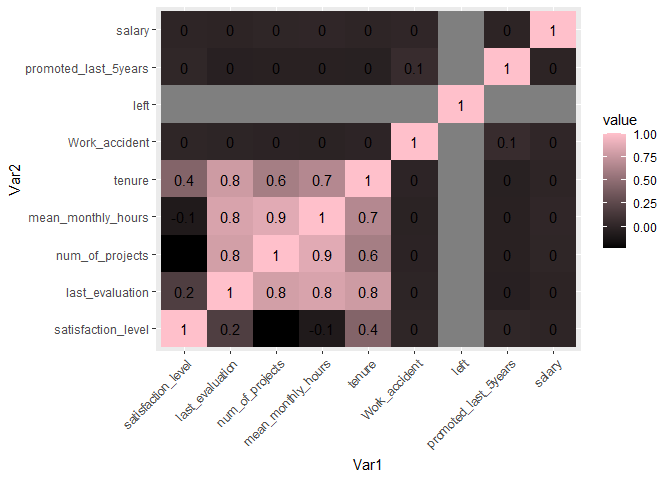 salary 0 0 0 0 0 0 0 1
promoted_last_5years 0 0 0 0 0 0.1 1 0
left 1
Work_accident 0 0 0 0 0 1 0.1 0
tenure 0.4 0.8 0.6 0.7 1 0 0 0
mean_monthly_hours -0.1 0.8 0.9 1 0.7 0 0 0
num_of_projects 0.8 1 0.9 0.6 0 0 0
last_evaluation 0.2 1 0.8 0.8 0.8 0 0 0
satisfaction_level 1 0.2 -0.1 0.4 0 0 0
Var2
satisfaction_level
last_evaluation
num_of_projects
mean_monthly_hours
tenure
Work_accident
left
promoted_last_5years
salary
Var1
value
1.00
0.75
0.50
0.25
0.00